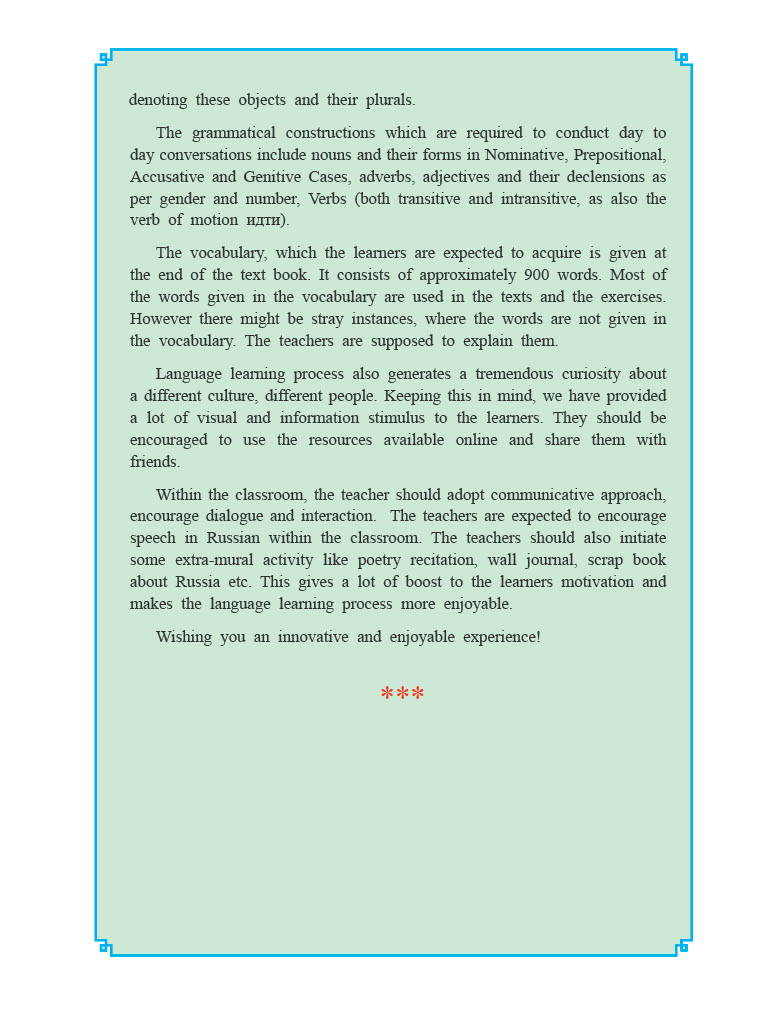 denoting these objects and their plurals.
The grammatical constructions which are required to conduct day to
day conversations include nouns and their forms in Nominative, Prepositional,
Accusative and Genitive Cases, adverbs, adjectives and their declensions as
per gender and number, Verbs (both transitive and intransitive, as also the
verb of motion идти).
The vocabulary, which the learners are expected to acquire is given at
the end of the text book. It consists of approximately 900 words. Most of
the words given in the vocabulary are used in the texts and the exercises.
However there might be stray instances, where the words are not given in
the vocabulary. The teachers are supposed to explain them.
Language learning process also generates a tremendous curiosity about
a different culture, different people. Keeping this in mind, we have provided
a lot of visual and information stimulus to the learners. They should be
encouraged to use the resources available online and share them with
friends.
Within the classroom, the teacher should adopt communicative approach,
encourage dialogue and interaction. The teachers are expected to encourage
speech in Russian within the classroom. The teachers should also initiate
some extra-mural activity like poetry recitation, wall journal, scrap book
about Russia etc. This gives a lot of boost to the learners motivation and
makes the language learning process more enjoyable.
Wishing you an innovative and enjoyable experience!
***